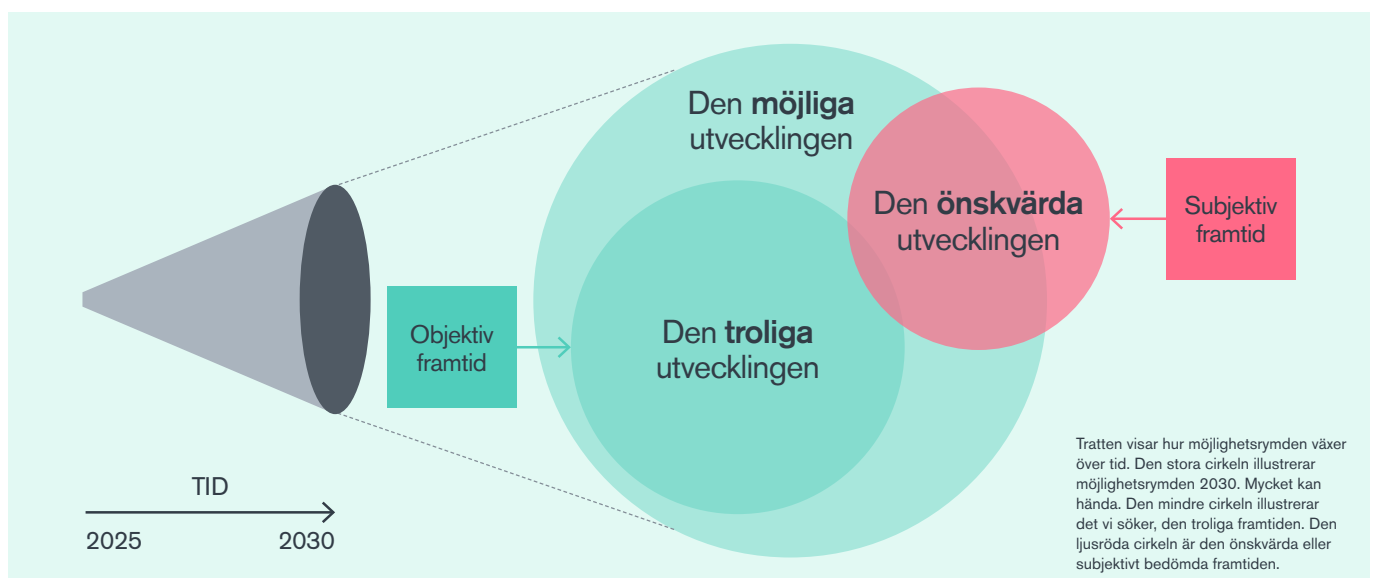 Den möjliga
utvecklingen
Den önskvärda
utvecklingen
Subjektiv
framtid
Objektiv
framtid
Den troliga
utvecklingen
TID
2025
2030
Tratten visar hur möjlighetsrymden växer
över tid. Den stora cirkeln illustrerar
möjlighetsrymden 2030. Mycket kan
hända. Den mindre cirkeln illustrerar
det vi söker, den troliga framtiden. Den
ljusröda cirkeln är den önskvärda eller
subjektivt bedömda framtiden.